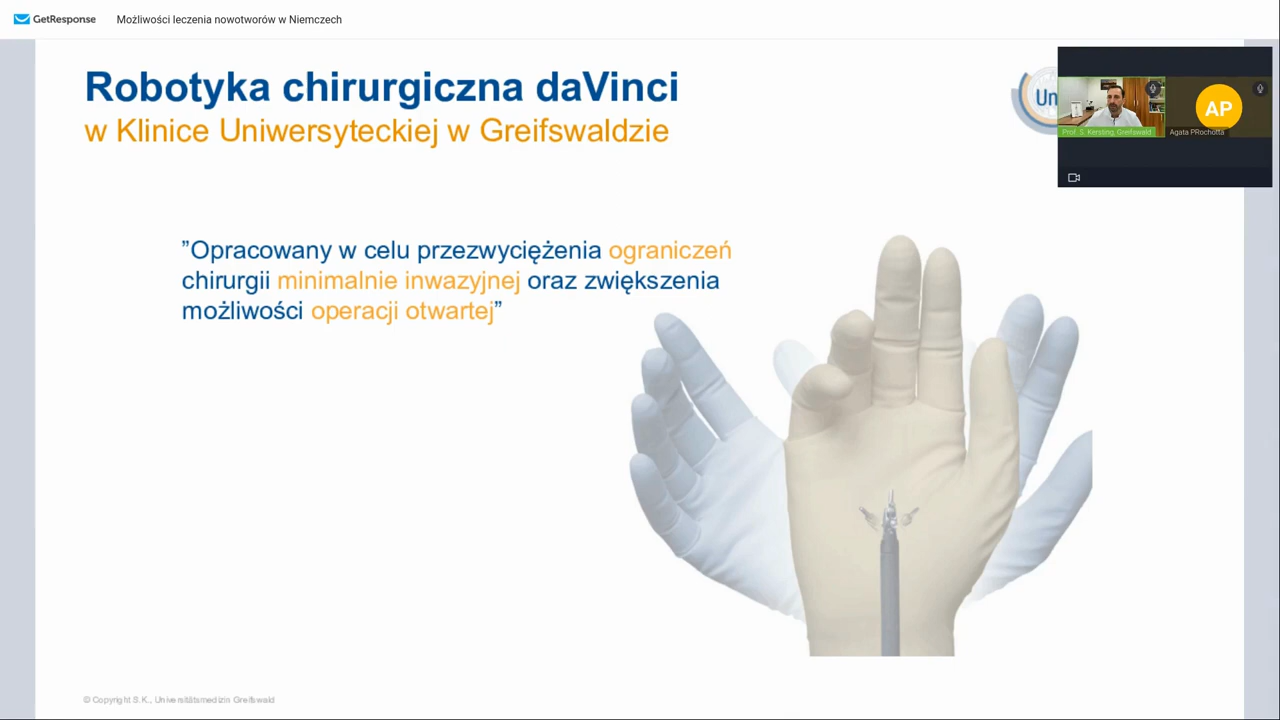 GetResponse
Możliwości leczenia nowotworów w Niemczech
Robotyka chirurgiczna daVinci
w Klinice Uniwersyteckiej w Greifswaldzie
Un
AP
Prof. S. Kersting, Greifswald
Agata PRochotta
"Opracowany w celu przezwyciężenia ograniczeń
chirurgii minimalnie inwazyjnej oraz zwiększenia
możliwości operacji otwartej"
© Copyright S.K., Universitätsmedizin Greifswald